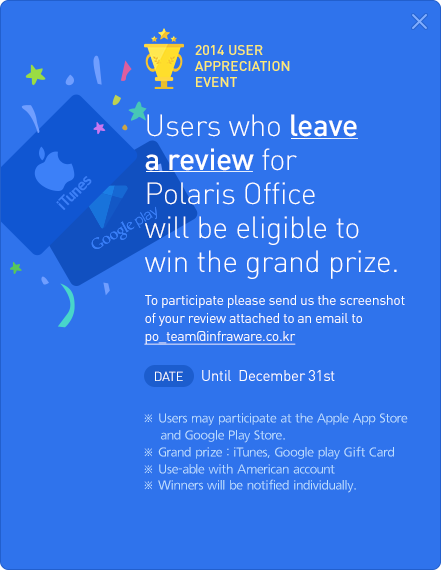 2014 USER
APPRECIATION
EVENT
Users who leave
a review for
Polaris Office
will be eligible to
win the grand prize.
iTunes
Google play
To participate please send us the screenshot
of your review attached to an email to
po_team@infraware.co.kr
DATE Until December 31st
※ Users may participate at the Apple App Store
and Google Play Store.
※ Grand prize : iTunes, Google play Gift Card
※ Use-able with American account
※ Winners will be notified individually.